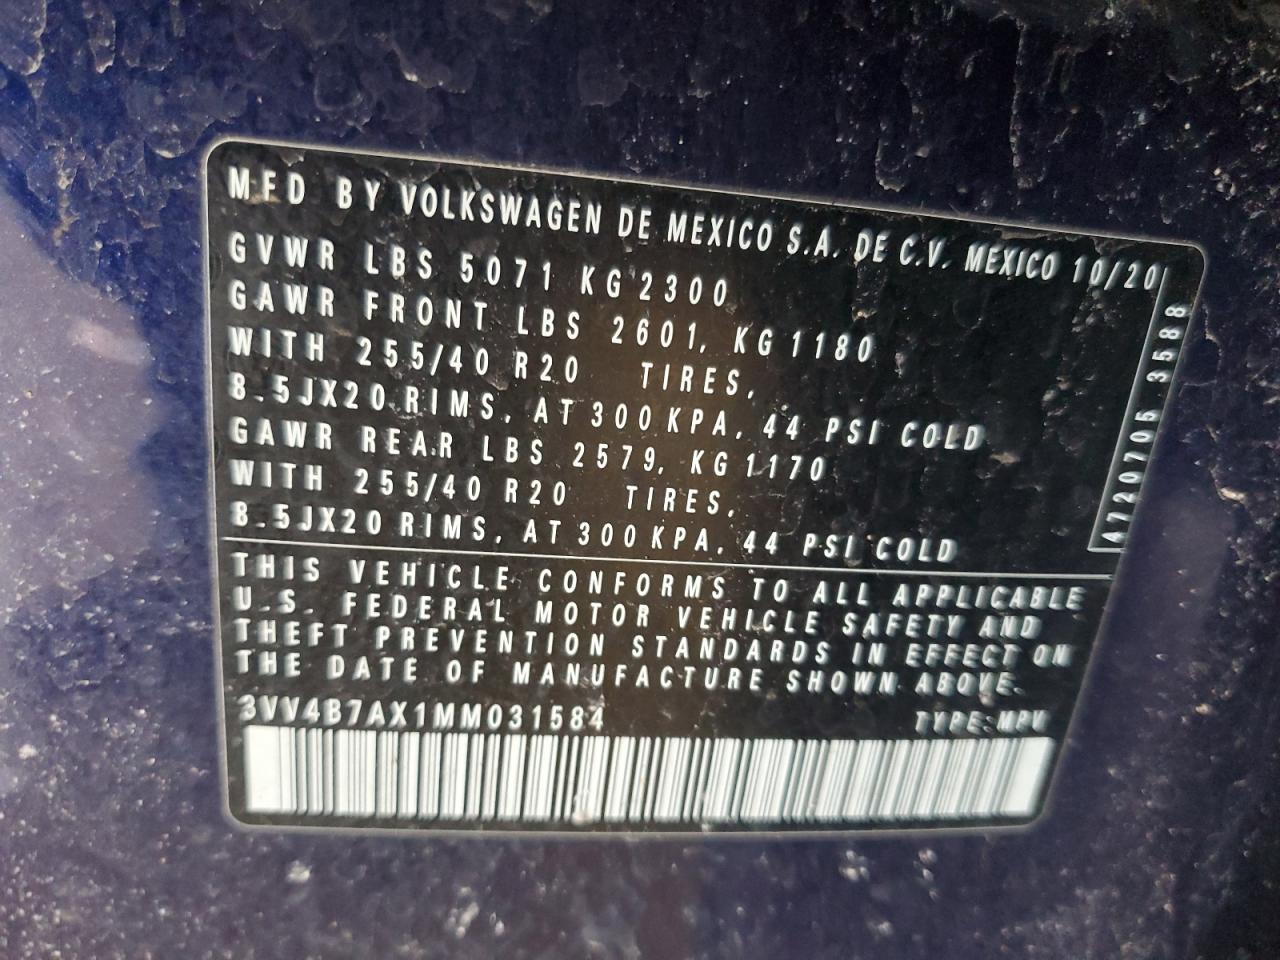 MFD BY VOLKSWAGEN DE MEXICO S.A. DE C.V. MEXICO 10/20
GVWR LBS 5071 KG 2300
GAWR FRONT LBS 2601, KG 1180
WITH 255/40 R20 TIRES,
8.5JX20 RIMS, AT 300 KPA, 44 PSI COLD
GAWR REAR LBS 2579, KG 1170
WITH 255/40 R20 TIRES,
8.5JX20 RIMS, AT 300 KPA, 44 PSI COLD
4720705 3588
THIS VEHICLE CONFORMS TO ALL APPLICABLE
U.S. FEDERAL MOTOR VEHICLE SAFETY AND
THEFT PREVENTION STANDARDS IN EFFECT ON
THE DATE OF MANUFACTURE SHOWN ABOVE.
3VV4B7AX1MM031584 TYPE:MPV